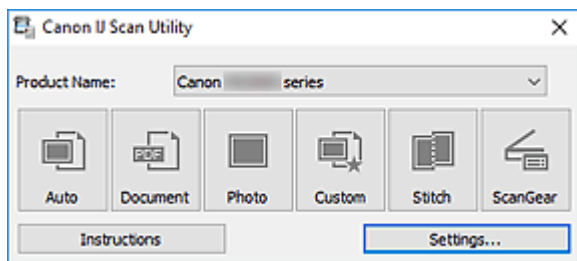 Canon IJ Scan Utility
Product Name: Canon series
PDF
Auto Document Photo Custom Stitch ScanGear
Instructions Settings...